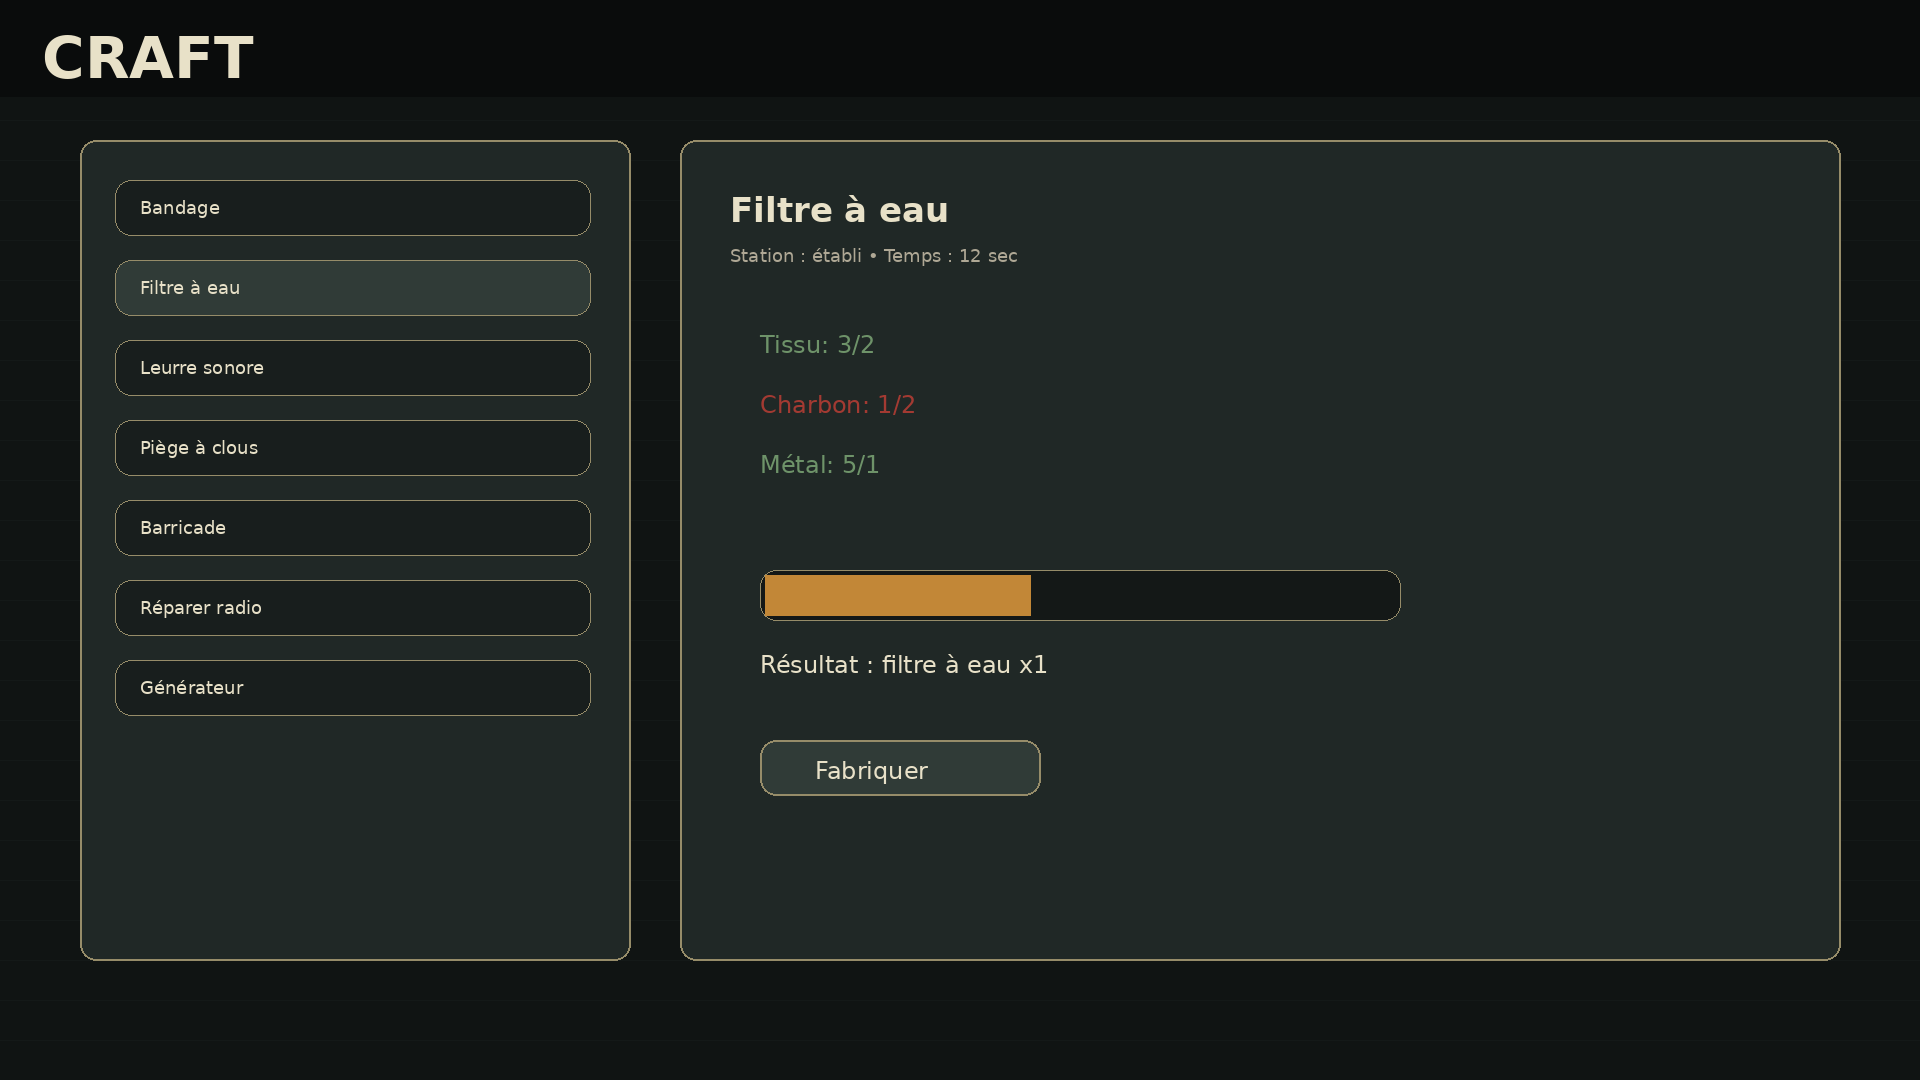 CRAFT
Bandage
Filtre à eau
Leurre sonore
Piège à clous
Barricade
Réparer radio
Générateur
Filtre à eau
Station : établi • Temps : 12 sec
Tissu: 3/2
Charbon: 1/2
Métal: 5/1
Résultat : filtre à eau x1
Fabriquer